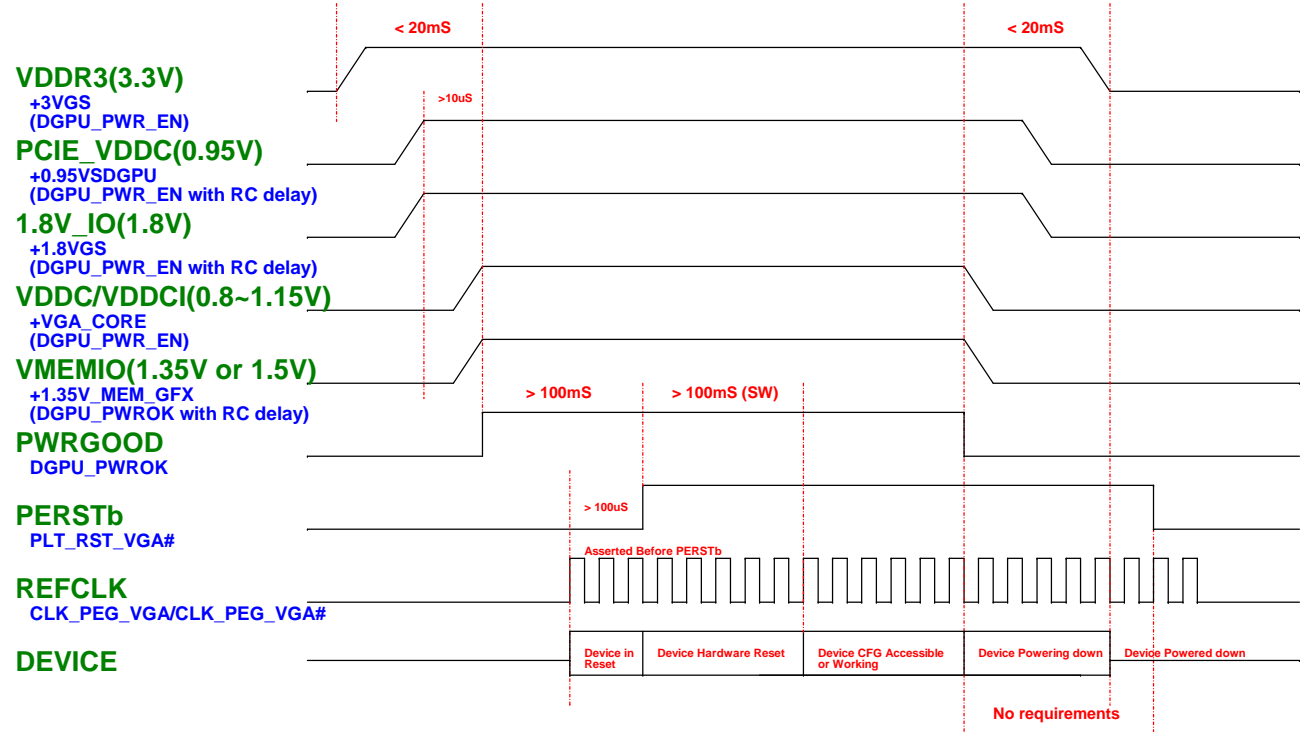 < 20mS
< 20mS
VDDR3(3.3V)
+3VGS
(DGPU_PWR_EN)
>10uS
PCIE_VDDC(0.95V)
+0.95VSDGPU
(DGPU_PWR_EN with RC delay)
1.8V_IO(1.8V)
+1.8VGS
(DGPU_PWR_EN with RC delay)
VDDC/VDDCI(0.8~1.15V)
+VGA_CORE
(DGPU_PWR_EN)
VMEMIO(1.35V or 1.5V)
+1.35V_MEM_GFX
(DGPU_PWROK with RC delay)
> 100mS
> 100mS (SW)
PWRGOOD
DGPU_PWROK
PERSTb
PLT_RST_VGA#
> 100uS
Asserted Before PERSTb
REFCLK
CLK_PEG_VGA/CLK_PEG_VGA#
DEVICE
Device in
Reset
Device Hardware Reset
Device CFG Accessible
or Working
Device Powering down
Device Powered down
No requirements